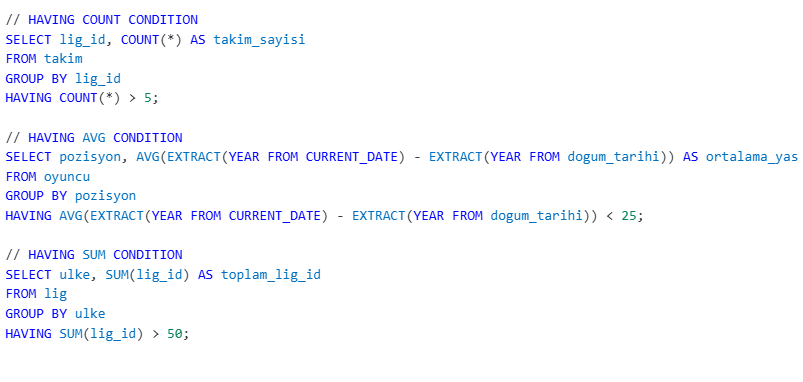 // HAVING COUNT CONDITION
SELECT lig_id, COUNT(*) AS takim_sayisi
FROM takim
GROUP BY lig_id
HAVING COUNT(*) > 5;
// HAVING AVG CONDITION
SELECT pozisyon, AVG(EXTRACT(YEAR FROM CURRENT_DATE) - EXTRACT(YEAR FROM dogum_tarihi)) AS ortalama_yas
FROM oyuncu
GROUP BY pozisyon
HAVING AVG(EXTRACT(YEAR FROM CURRENT_DATE) - EXTRACT(YEAR FROM dogum_tarihi)) < 25;
// HAVING SUM CONDITION
SELECT ulke, SUM(lig_id) AS toplam_lig_id
FROM lig
GROUP BY ulke
HAVING SUM(lig_id) > 50;